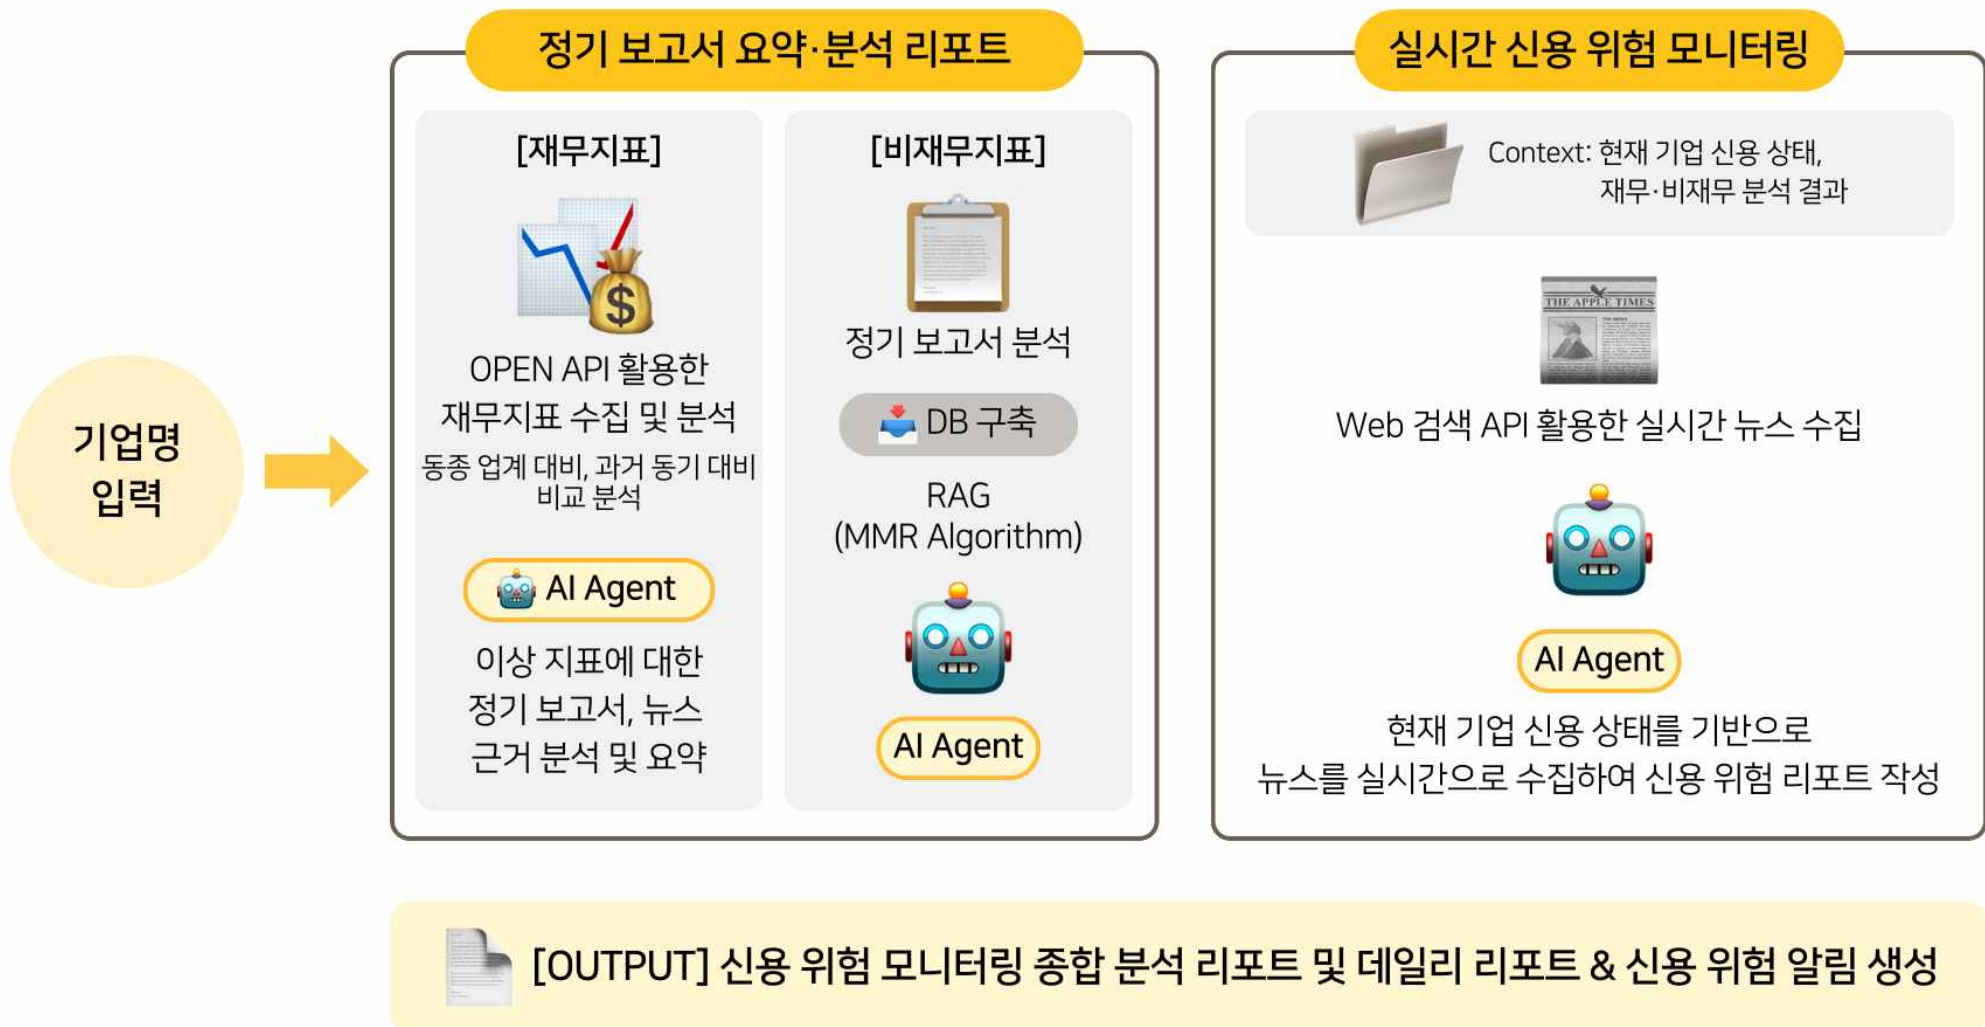 정기 보고서 요약·분석 리포트
실시간 신용 위험 모니터링
기업명
입력
[재무지표]
OPEN API 활용한
재무지표 수집 및 분석
동종 업계 대비, 과거 동기 대비
비교 분석
AI Agent
이상 지표에 대한
정기 보고서, 뉴스
근거 분석 및 요약
[비재무지표]
정기 보고서 분석
DB 구축
RAG
(MMR Algorithm)
AI Agent
Context: 현재 기업 신용 상태,
재무·비재무 분석 결과
THE APPLE TIMES
Web 검색 API 활용한 실시간 뉴스 수집
AI Agent
현재 기업 신용 상태를 기반으로
뉴스를 실시간으로 수집하여 신용 위험 리포트 작성
[OUTPUT] 신용 위험 모니터링 종합 분석 리포트 및 데일리 리포트 & 신용 위험 알림 생성